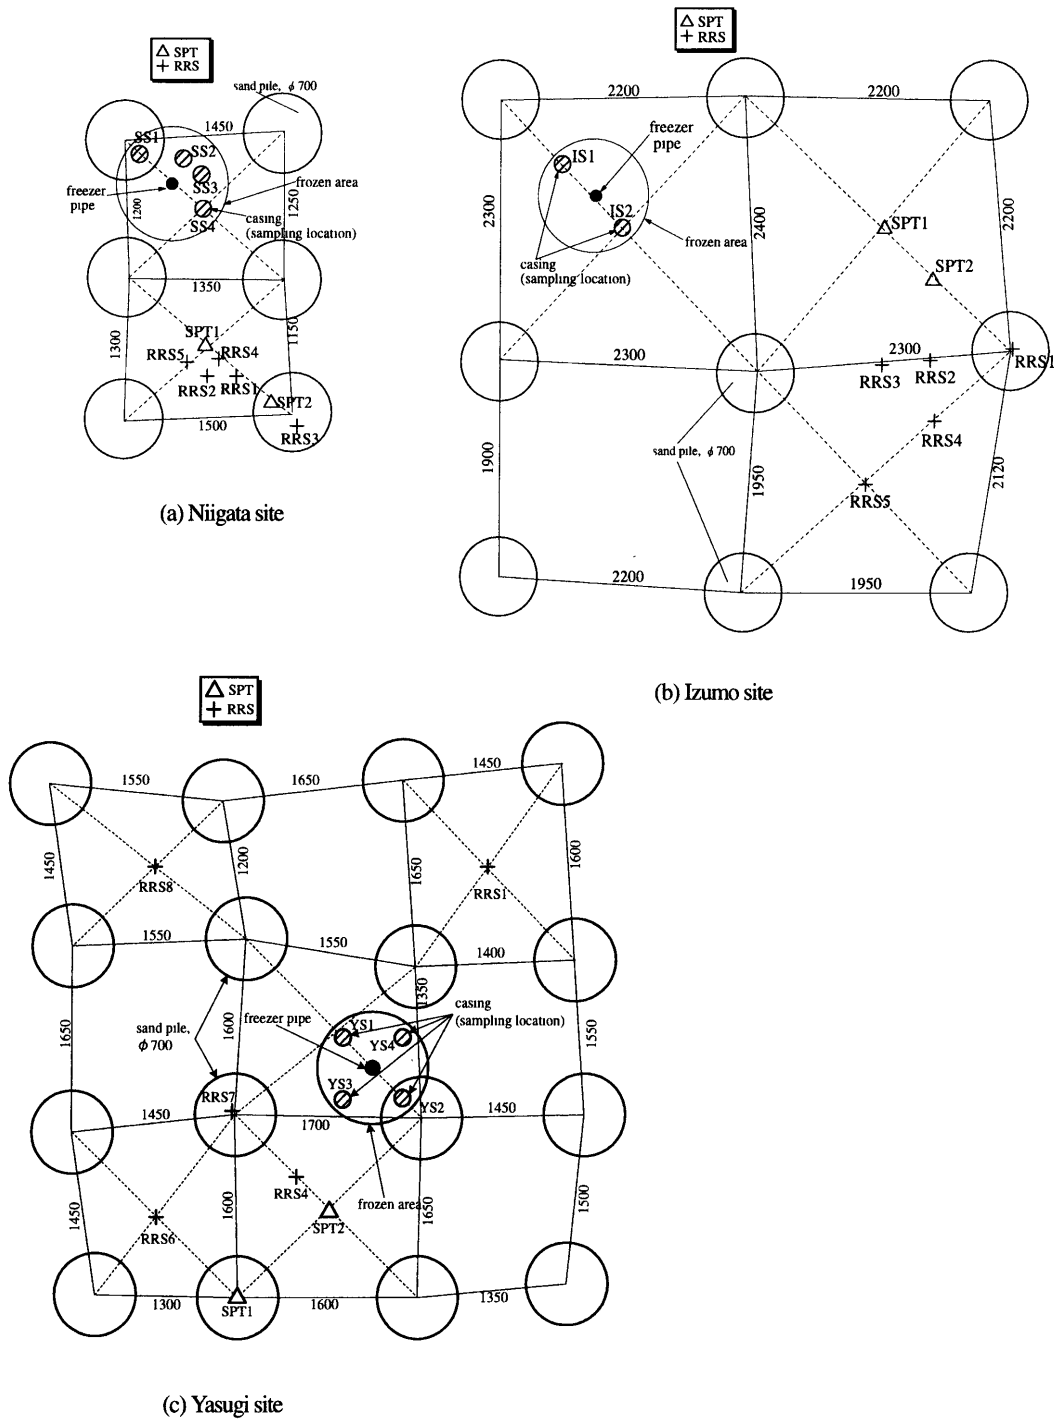 SPT
RRS
sand pile, ϕ 700
1450
SS1
SS2
SS3
SS4
freezer
pipe
1200
1250
frozen area
casing
(sampling location)
1350
1300
1150
SPT1
RRS5
RRS4
RRS2
RRS1
SPT2
1500
RRS3
(a) Niigata site
SPT
RRS
2200
2200
freezer
pipe
IS1
IS2
2300
2400
2200
SPT1
frozen area
casing
(sampling location)
SPT2
2300
2300
RRS3
RRS2
RRS1
RRS4
sand pile, ϕ 700
1900
1950
2120
RRS5
2200
1950
(b) Izumo site
SPT
RRS
1550
1650
1450
1450
1200
1650
1600
RRS8
RRS1
1550
1550
1400
1350
casing
(sampling location)
sand pile,
ϕ 700
1650
1600
freezer pipe
YS1
YS4
1550
YS3
YS2
RRS7
1450
1700
1450
RRS4
frozen area
1450
1600
1650
1500
RRS6
SPT2
1300
SPT1
1600
1350
(c) Yasugi site